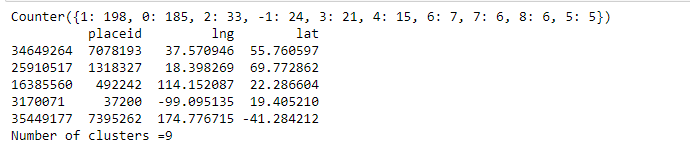 Counter({1: 198, 0: 185, 2: 33, -1: 24, 3: 21, 4: 15, 6: 7, 7: 6, 8: 6, 5: 5})
placeid lng lat
34649264 7078193 37.570946 55.760597
25910517 1318327 18.398269 69.772862
16385560 492242 114.152087 22.286604
3170071 37200 -99.095135 19.405210
35449177 7395262 174.776715 -41.284212
Number of clusters =9